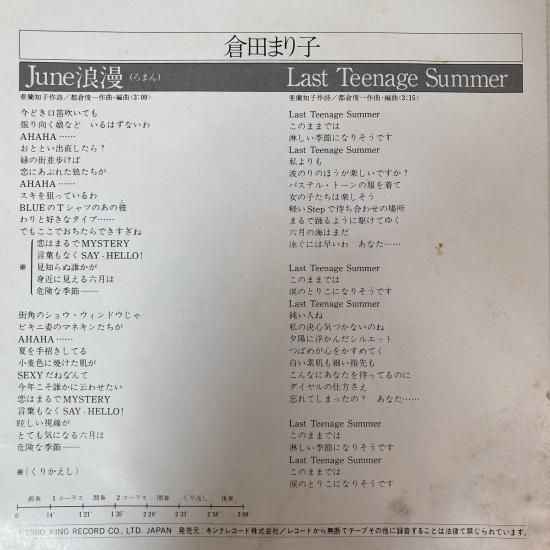 倉田まり子
June浪漫(ろまん)
亜蘭知子作詩/都倉俊一作曲・編曲〈3:09〉
今どき口笛吹いても
振り向く娘など いるはずないわ
AHAHA……
おととい出直したら?
緑の街並歩けば
恋にあぶれた狼たちが
AHAHA……
スキを狙っているわ
BLUEのTシャツのあの彼
わりと好きなタイプ……
でもここでおちたらできすぎね
恋はまるでMYSTERY
言葉もなくSAY-HELLO!
※ 見知らぬ誰かが
身近に見える六月は
危険な季節──
街角のショウ・ウィンドウじゃ
ビキニ姿のマネキンたちが
AHAHA……
夏を手招きしてる
小麦色に焼けた肌が
SEXYだねなんて
今年こそ誰かに云わせたい
恋はまるでMYSTERY
言葉もなくSAY-HELLO!
眩しい視線が
とても気になる六月は
危険な季節──
※(くりかえし)
前奏 1コーラス 間奏 2コーラス 間奏 くり返し 後奏
0 14" 1'21" 1'35" 2'29" 2'33" 2'58" 3'09"
Last Teenage Summer
亜蘭知子作詩/都倉俊一作曲・編曲〈3:15〉
Last Teenage Summer
このままでは
淋しい季節になりそうです
Last Teenage Summer
私よりも
波のりのほうが楽しいですか?
パステル・トーンの服を着て
女の子たちは楽しそう
軽いStepで待ち合わせの場所
まるで踊るように駆けてゆく
六月の海はまだ
泳ぐには早いわ あなた……
Last Teenage Summer
このままでは
涙のとりこになりそうです
Last Teenage Summer
鈍い人ね
私の決心気づかないのね
夕陽に浮かんだシルエット
つばめが心をかすめてく
白い素肌も細い指先も
こんなにあなたを待ってるのに
ダイヤルの仕方さえ
忘れてしまったの? あなた……
Last Teenage Summer
このままでは
淋しい季節になりそうです
Last Teenage Summer
このままでは
涙のとりこになりそうです
Ⓟ1980 KING RECORD CO., LTD. JAPAN 発売元:キングレコード株式会社/レコードから無断でテープその他に録音することは法律で禁じられています。